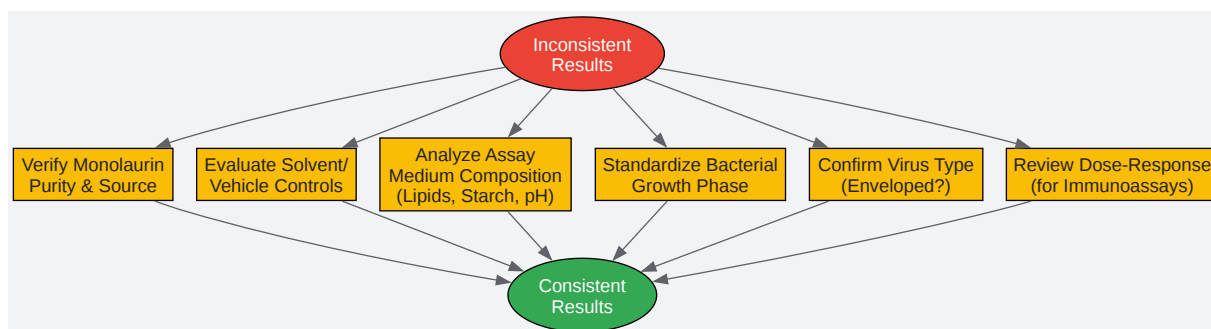 Inconsistent
Results
Verify Monolaurin
Purity & Source
Evaluate Solvent/
Vehicle Controls
Analyze Assay
Medium Composition
(Lipids, Starch, pH)
Standardize Bacterial
Growth Phase
Confirm Virus Type
(Enveloped?)
Review Dose-Response
(for Immunoassays)
Consistent
Results